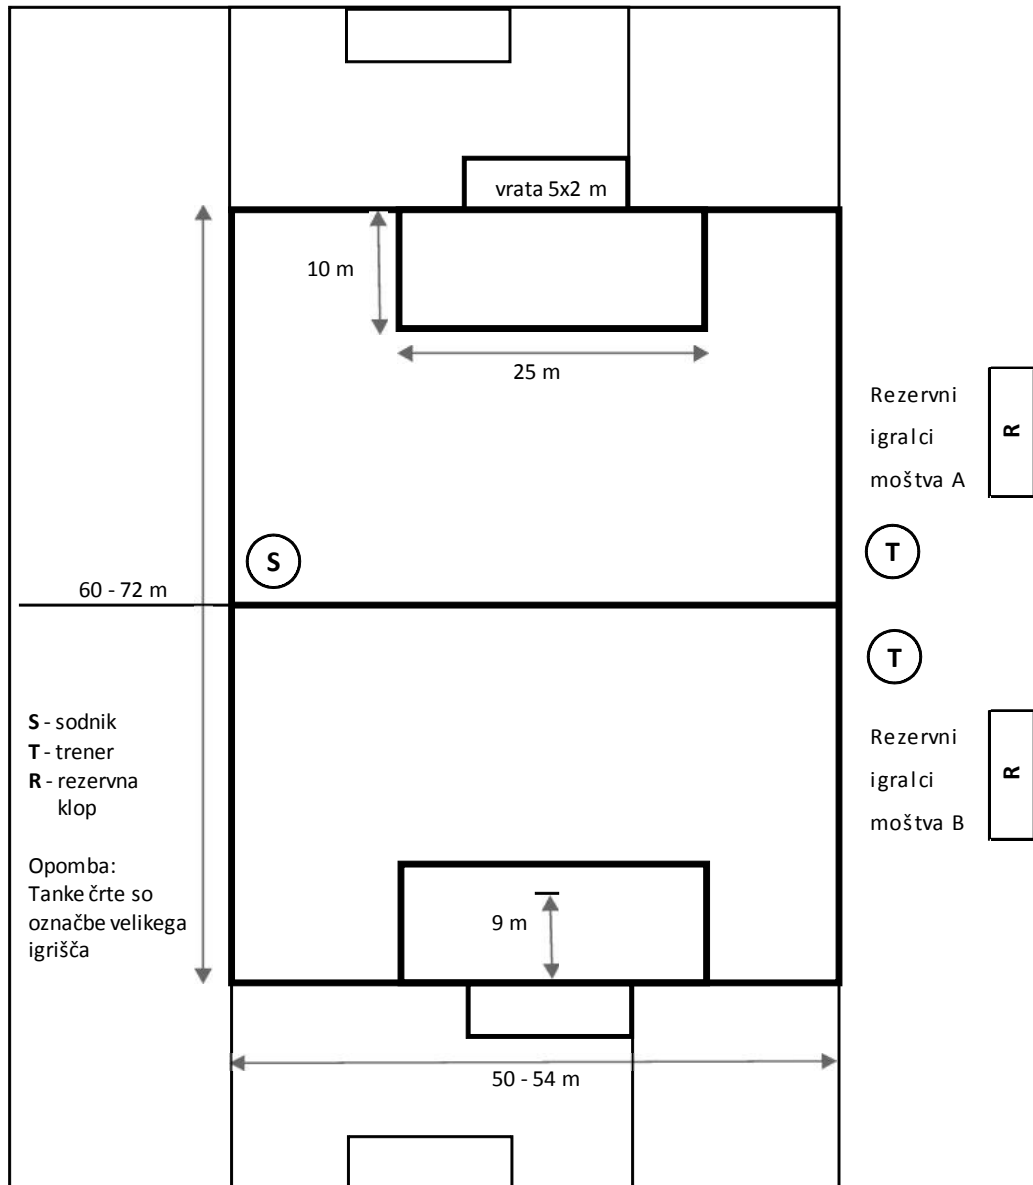 vrata 5x2 m
10 m
25 m
Rezervni
igralci
moštva A
R
S
T
60 - 72 m
T
S - sodnik
T - trener
R - rezervna
klop
Opomba:
Tanke črte so
označbe velikega
igrišča
Rezervni
igralci
moštva B
R
9 m
50 - 54 m